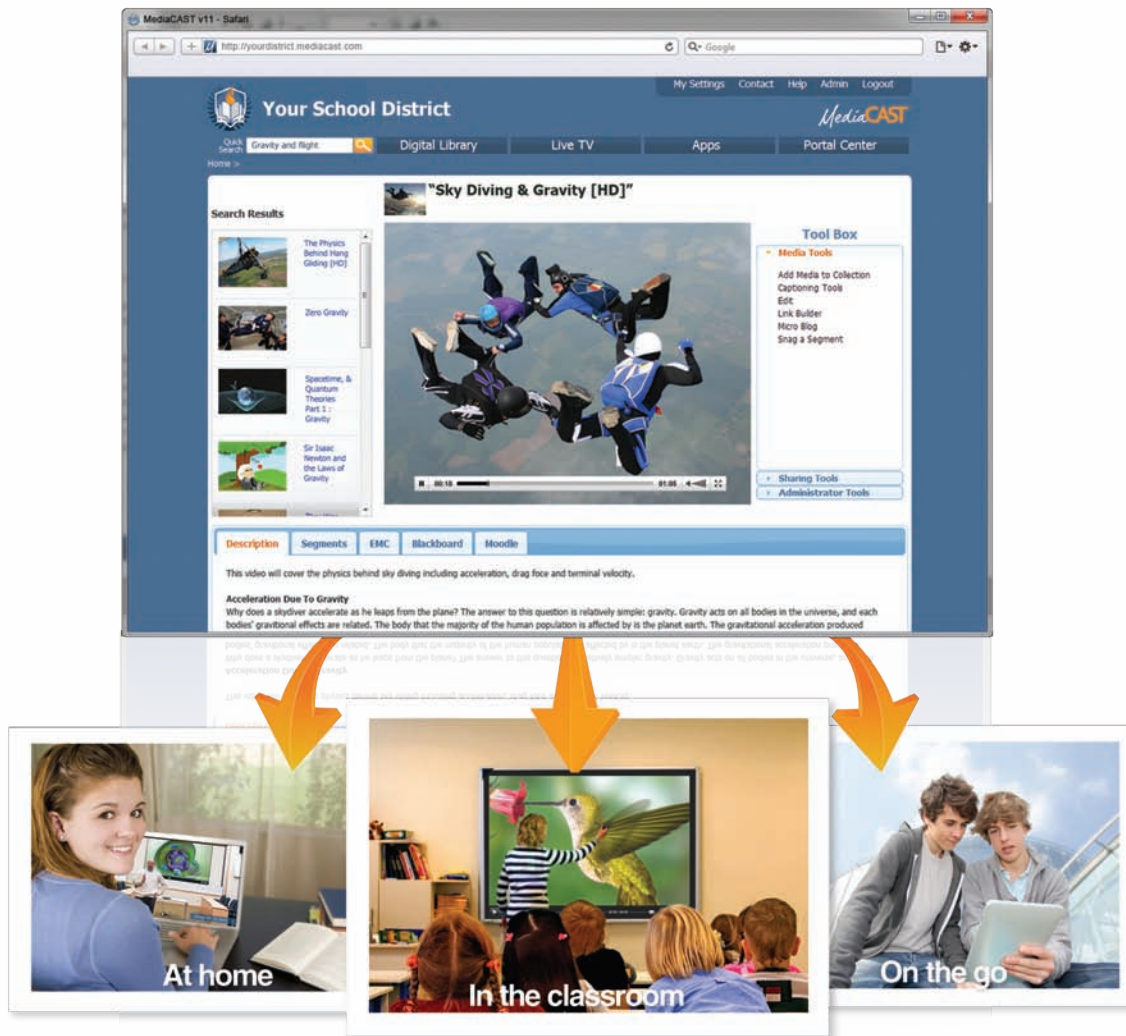 MediaCAST v11 - Safari
http://yourdistrict.mediacast.com
Google
My Settings Contact Help Admin Logout
Your School District
MediaCAST
Quick Search Gravity and flight Digital Library Live TV Apps Portal Center
Home >
"Sky Diving & Gravity [HD]"
Search Results
The Physics
Behind Hang
Gliding [HD]
Zero Gravity
Spacetime, &
Quantum
Theories
Part 1 :
Gravity
Sir Isaac
Newton and
the Laws of
Gravity
00:18 01:05
Tool Box
Media Tools
Add Media to Collection
Captioning Tools
Edit
Link Builder
Micro Blog
Snag a Segment
Sharing Tools
Administrator Tools
Description Segments EMC Blackboard Moodle
This video will cover the physics behind sky diving including acceleration, drag foce and terminal velocity.
Acceleration Due To Gravity
Why does a skydiver accelerate as he leaps from the plane? The answer to this question is relatively simple: gravity. Gravity acts on all bodies in the universe, and each
bodies' gravitional effects are related. The body that the majority of the human population is affected by is the planet earth. The gravitational acceleration produced
At home
In the classroom
On the go